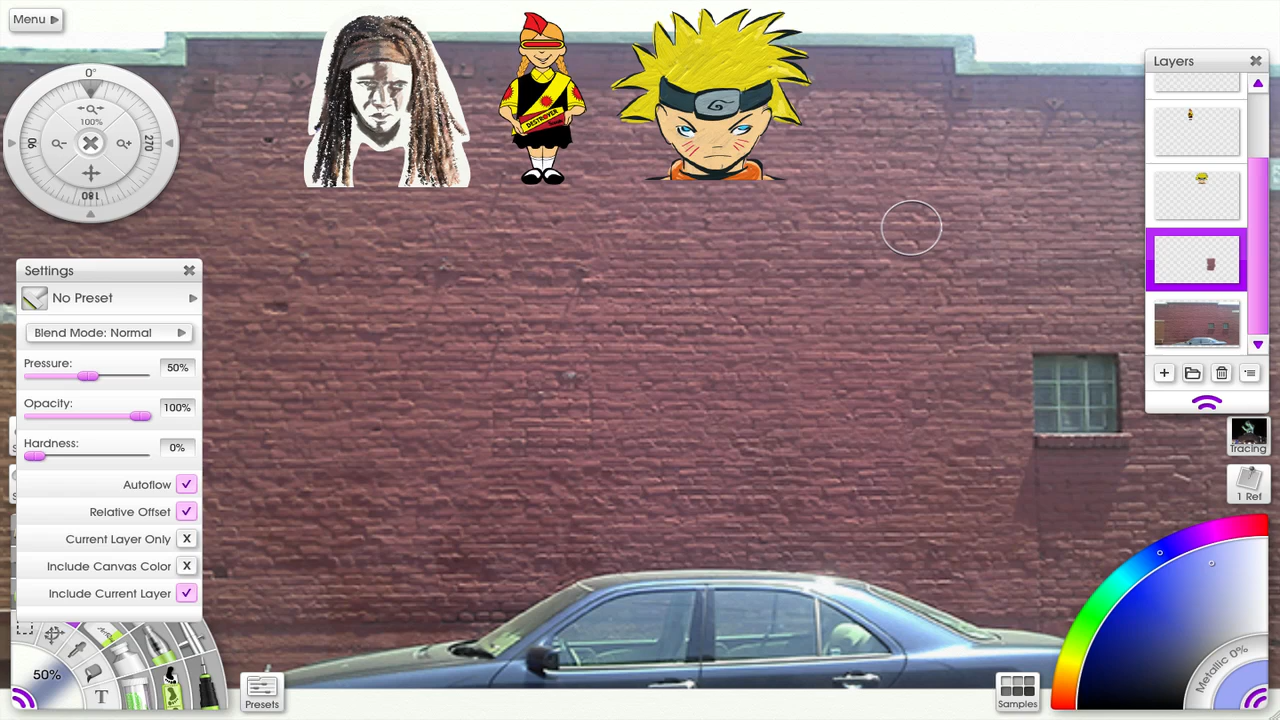 Menu
0°
100%
90
270
180
Settings
No Preset
Blend Mode: Normal
Pressure:
50%
Opacity:
100%
Hardness:
0%
Autoflow
Relative Offset
Current Layer Only
X
Include Canvas Color
X
Include Current Layer
50%
T
Presets
DESTROYER
Layers
Tracing
1 Ref
Metallic 0%
Samples